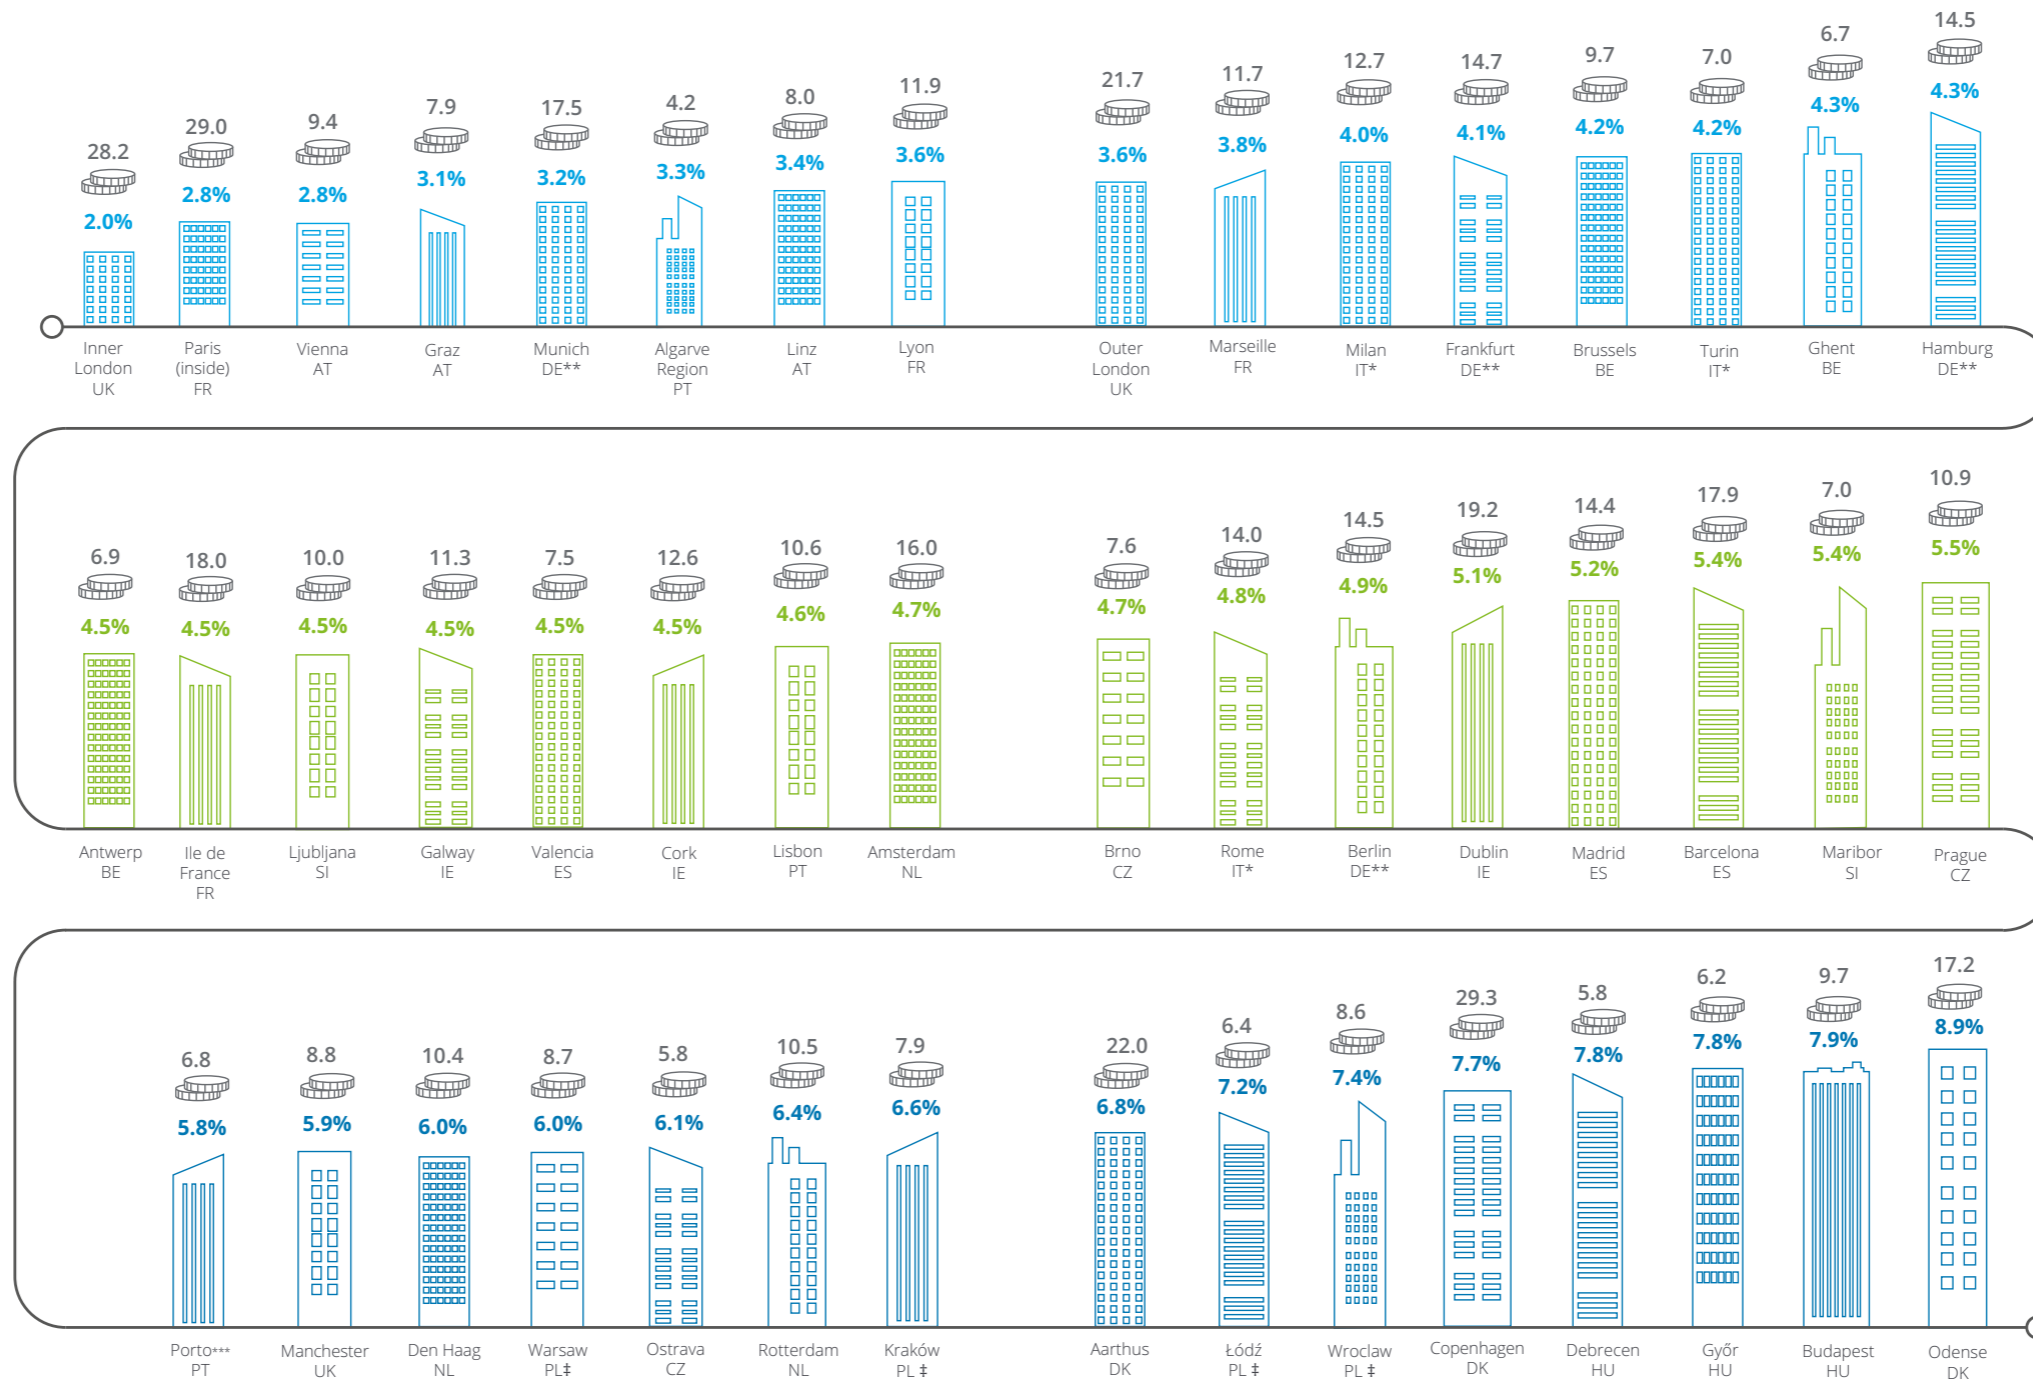 28.2
2.0%
Inner
London
UK
29.0
2.8%
Paris
(inside)
FR
9.4
2.8%
Vienna
AT
7.9
3.1%
Graz
AT
17.5
3.2%
Munich
DE**
4.2
3.3%
Algarve
Region
PT
8.0
3.4%
Linz
AT
11.9
3.6%
Lyon
FR
21.7
3.6%
Outer
London
UK
11.7
3.8%
Marseille
FR
12.7
4.0%
Milan
IT*
14.7
4.1%
Frankfurt
DE**
9.7
4.2%
Brussels
BE
7.0
4.2%
Turin
IT*
6.7
4.3%
Ghent
BE
14.5
4.3%
Hamburg
DE**
6.9
4.5%
Antwerp
BE
18.0
4.5%
Ile de
France
FR
10.0
4.5%
Ljubljana
SI
11.3
4.5%
Galway
IE
7.5
4.5%
Valencia
ES
12.6
4.5%
Cork
IE
10.6
4.6%
Lisbon
PT
16.0
4.7%
Amsterdam
NL
7.6
4.7%
Brno
CZ
14.0
4.8%
Rome
IT*
14.5
4.9%
Berlin
DE**
19.2
5.1%
Dublin
IE
14.4
5.2%
Madrid
ES
17.9
5.4%
Barcelona
ES
7.0
5.4%
Maribor
SI
10.9
5.5%
Prague
CZ
6.8
5.8%
Porto***
PT
8.8
5.9%
Manchester
UK
10.4
6.0%
Den Haag
NL
8.7
6.0%
Warsaw
PL‡
5.8
6.1%
Ostrava
CZ
10.5
6.4%
Rotterdam
NL
7.9
6.6%
Kraków
PL ‡
22.0
6.8%
Aarthus
DK
6.4
7.2%
Łódź
PL ‡
8.6
7.4%
Wroclaw
PL ‡
29.3
7.7%
Copenhagen
DK
5.8
7.8%
Debrecen
HU
6.2
7.8%
Győr
HU
9.7
7.9%
Budapest
HU
17.2
8.9%
Odense
DK